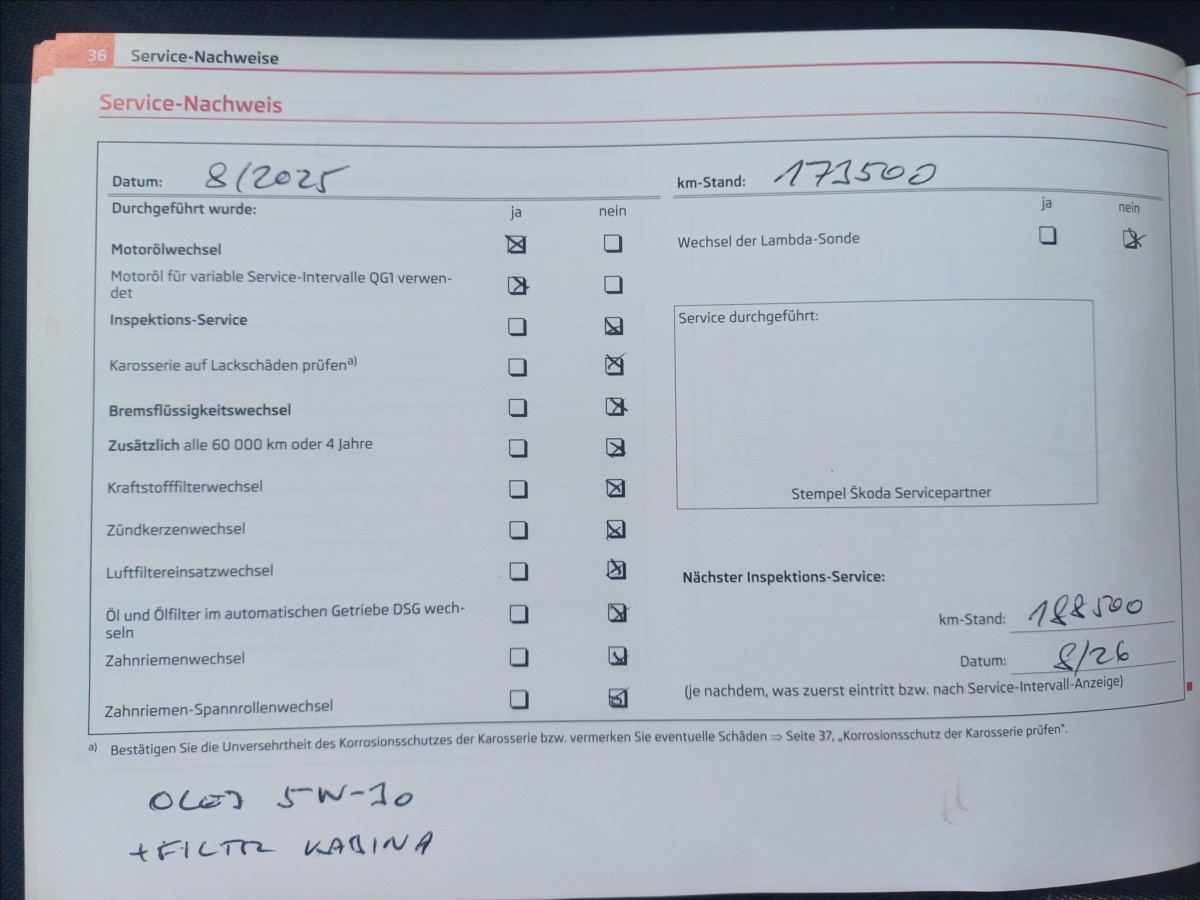 36 Service-Nachweise
Service-Nachweis
Datum: 8/2025
km-Stand: 173500
Durchgeführt wurde: ja nein
ja nein
Motorölwechsel
Wechsel der Lambda-Sonde
Motoröl für variable Service-Intervalle QG1 verwen-
det
Inspektions-Service
Karosserie auf Lackschäden prüfen a)
Bremsflüssigkeitswechsel
Zusätzlich alle 60 000 km oder 4 Jahre
Kraftstofffilterwechsel
Zündkerzenwechsel
Luftfiltereinsatzwechsel
Öl und Ölfilter im automatischen Getriebe DSG wech-
seln
Zahnriemenwechsel
Zahnriemen-Spannrollenwechsel
Service durchgeführt:
Stempel Škoda Servicepartner
Nächster Inspektions-Service:
km-Stand: 188500
Datum: 8/26
(je nachdem, was zuerst eintritt bzw. nach Service-Intervall-Anzeige)
a) Bestätigen Sie die Unversehrtheit des Korrosionsschutzes der Karosserie bzw. vermerken Sie eventuelle Schäden ⇒ Seite 37, „Korrosionsschutz der Karosserie prüfen“.
OLEJ 5W-30
+FILTR KABINA